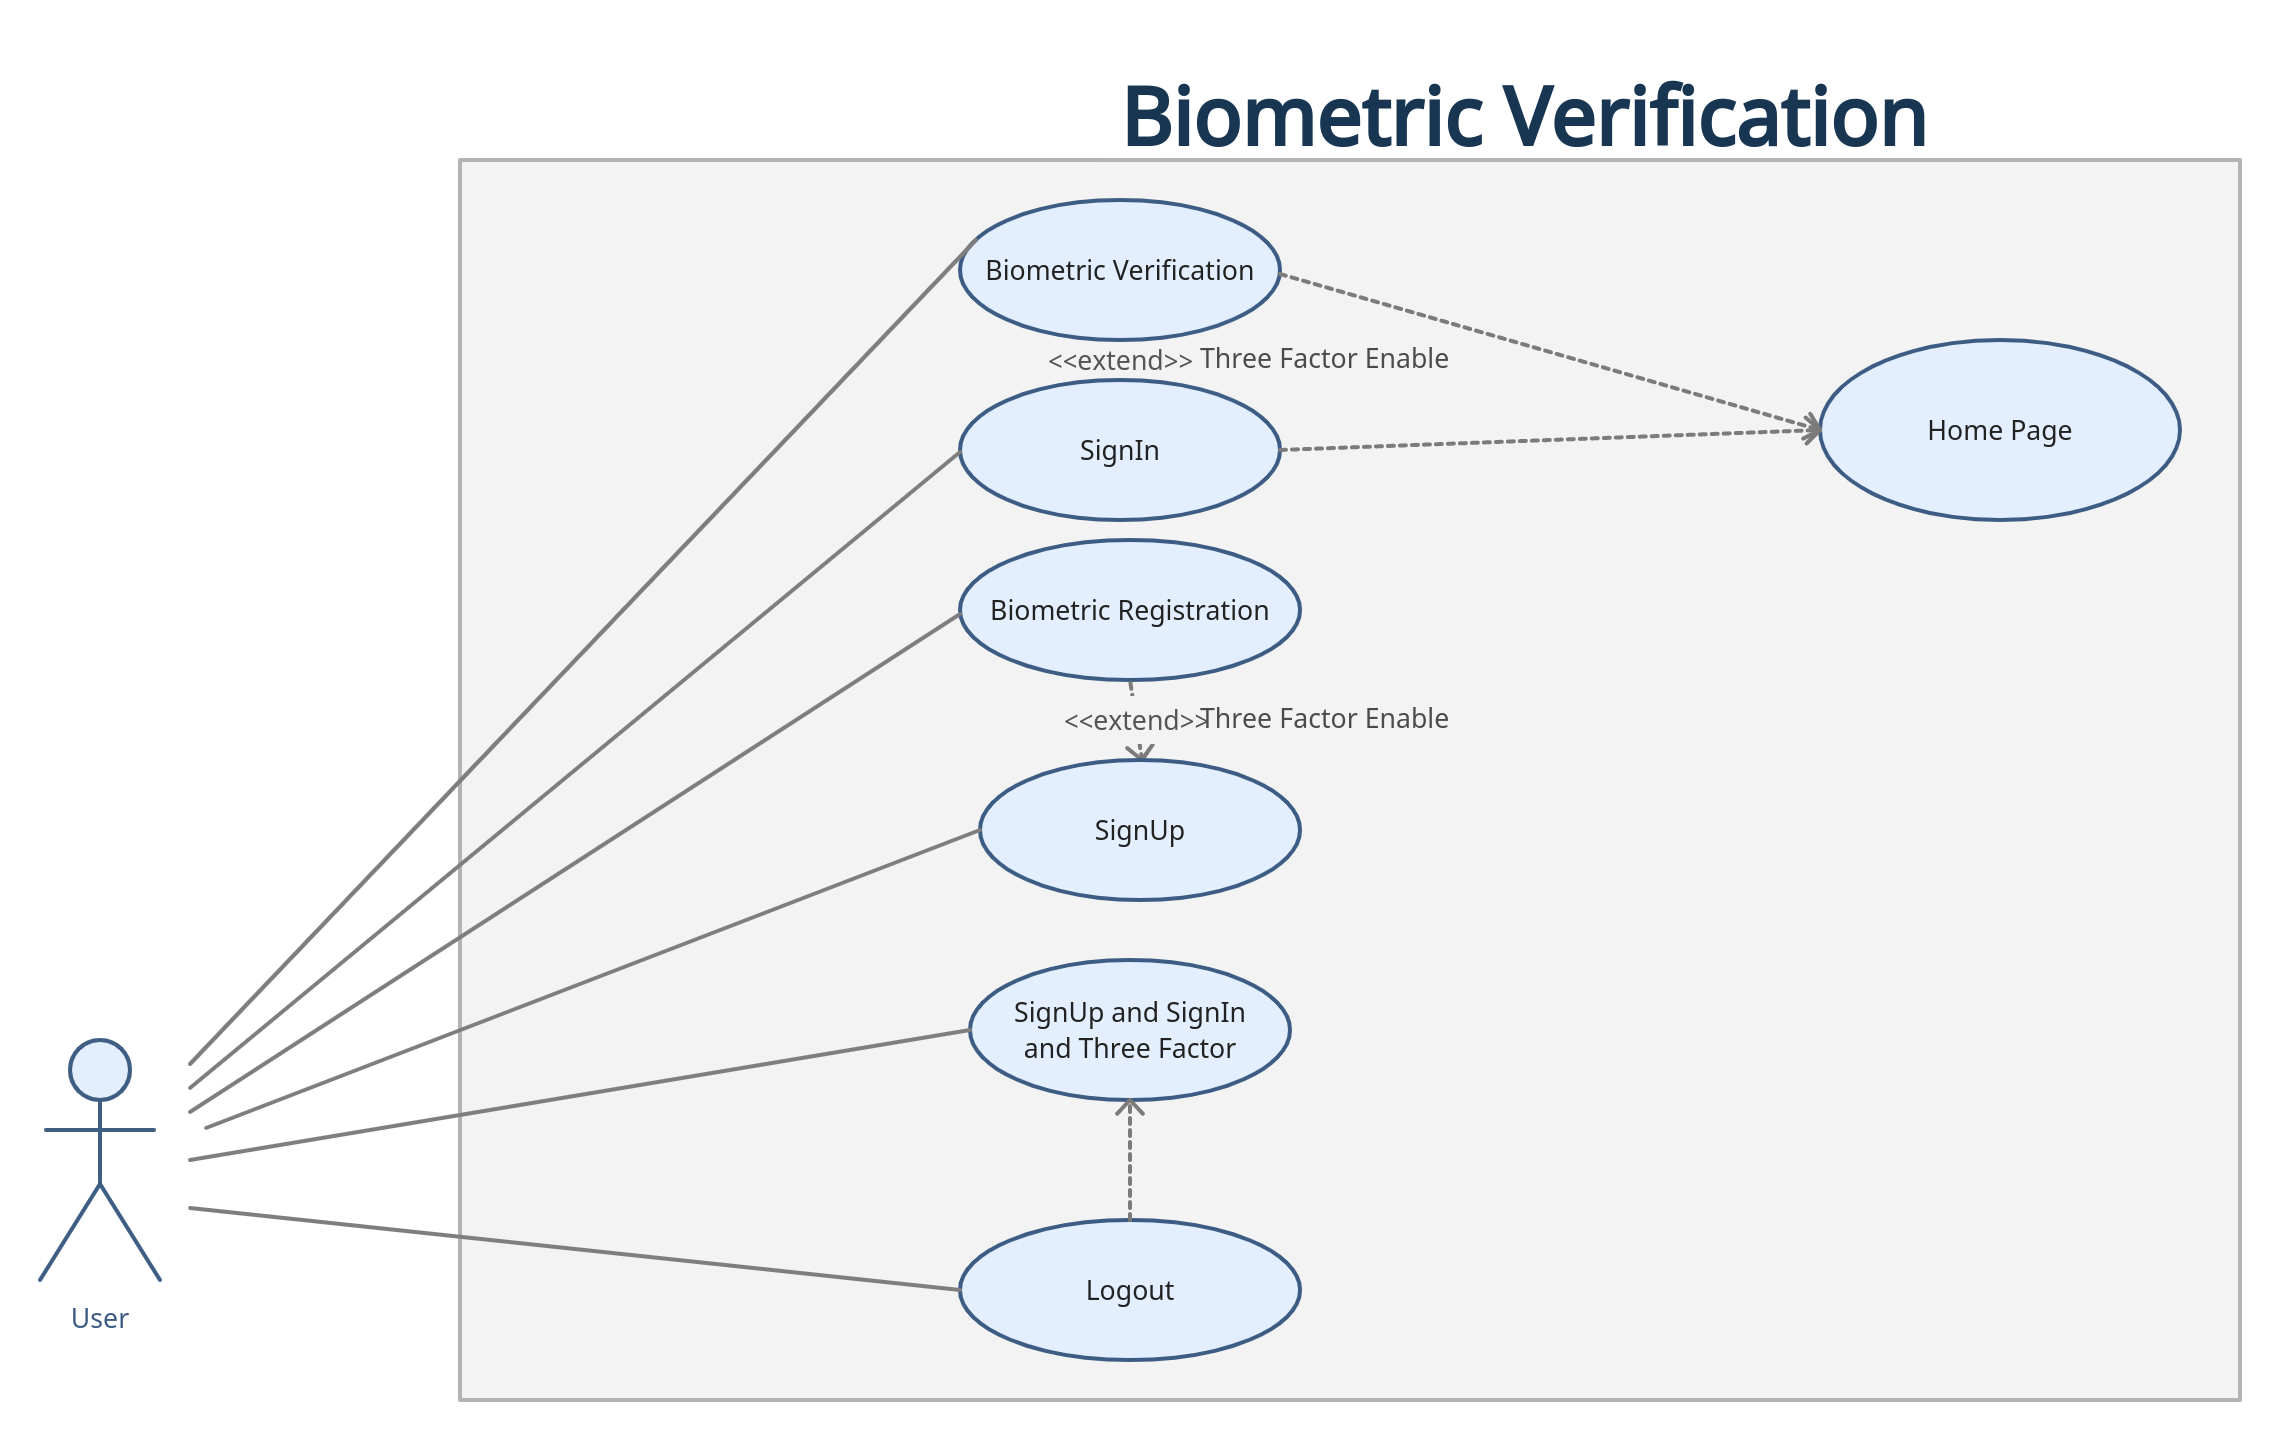 Biometric Verification
Biometric Verification
<<extend>> Three Factor Enable
SignIn
Home Page
Biometric Registration
<<extend>> Three Factor Enable
SignUp
SignUp and SignIn
and Three Factor
Logout
User